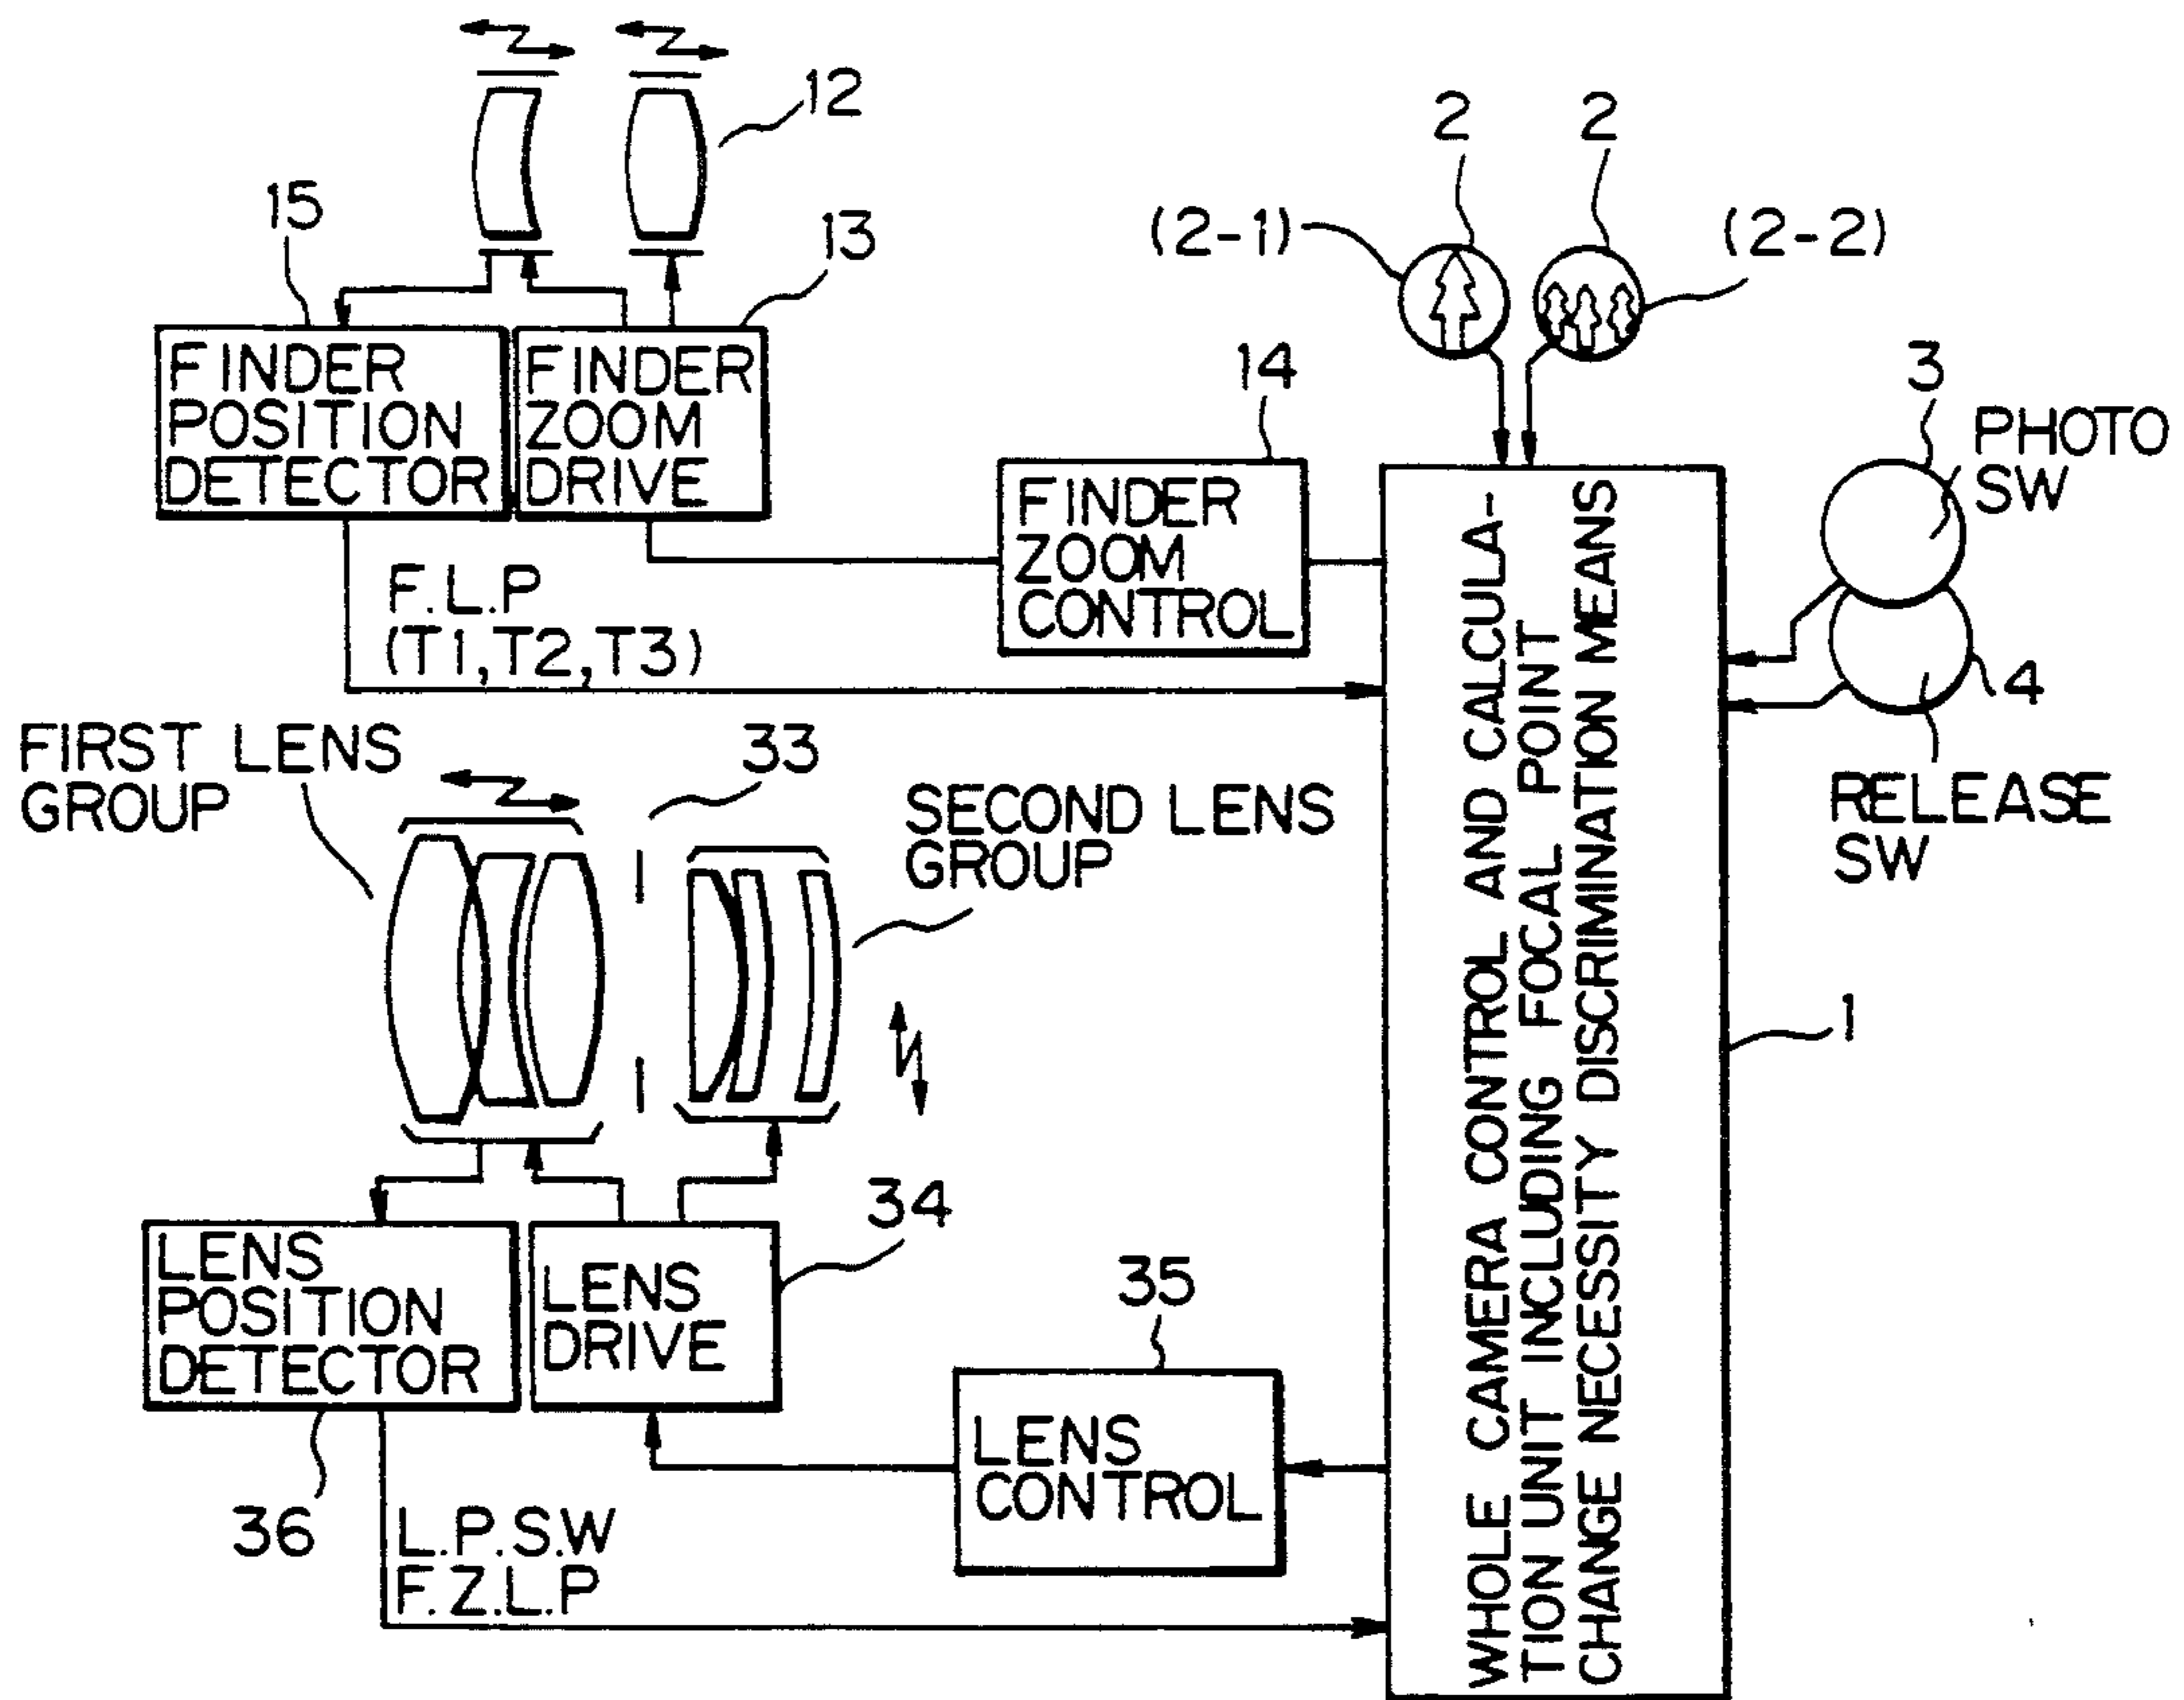 12
2
2
15
13
(2-1)
(2-2)
FINDER
POSITION
DETECTOR
FINDER
ZOOM
DRIVE
14
3
PHOTO
SW
FINDER
ZOOM
CONTROL
F.L.P
(T1,T2,T3)
4
RELEASE
SW
FIRST LENS
GROUP
33
SECOND LENS
GROUP
WHOLE CAMERA CONTROL AND CALCULA-
TION UNIT INCLUDING FOCAL POINT
CHANGE NECESSITY DISCRIMINATION MEANS
1
34
LENS
POSITION
DETECTOR
LENS
DRIVE
35
LENS
CONTROL
36
L.P.S.W
F.Z.L.P